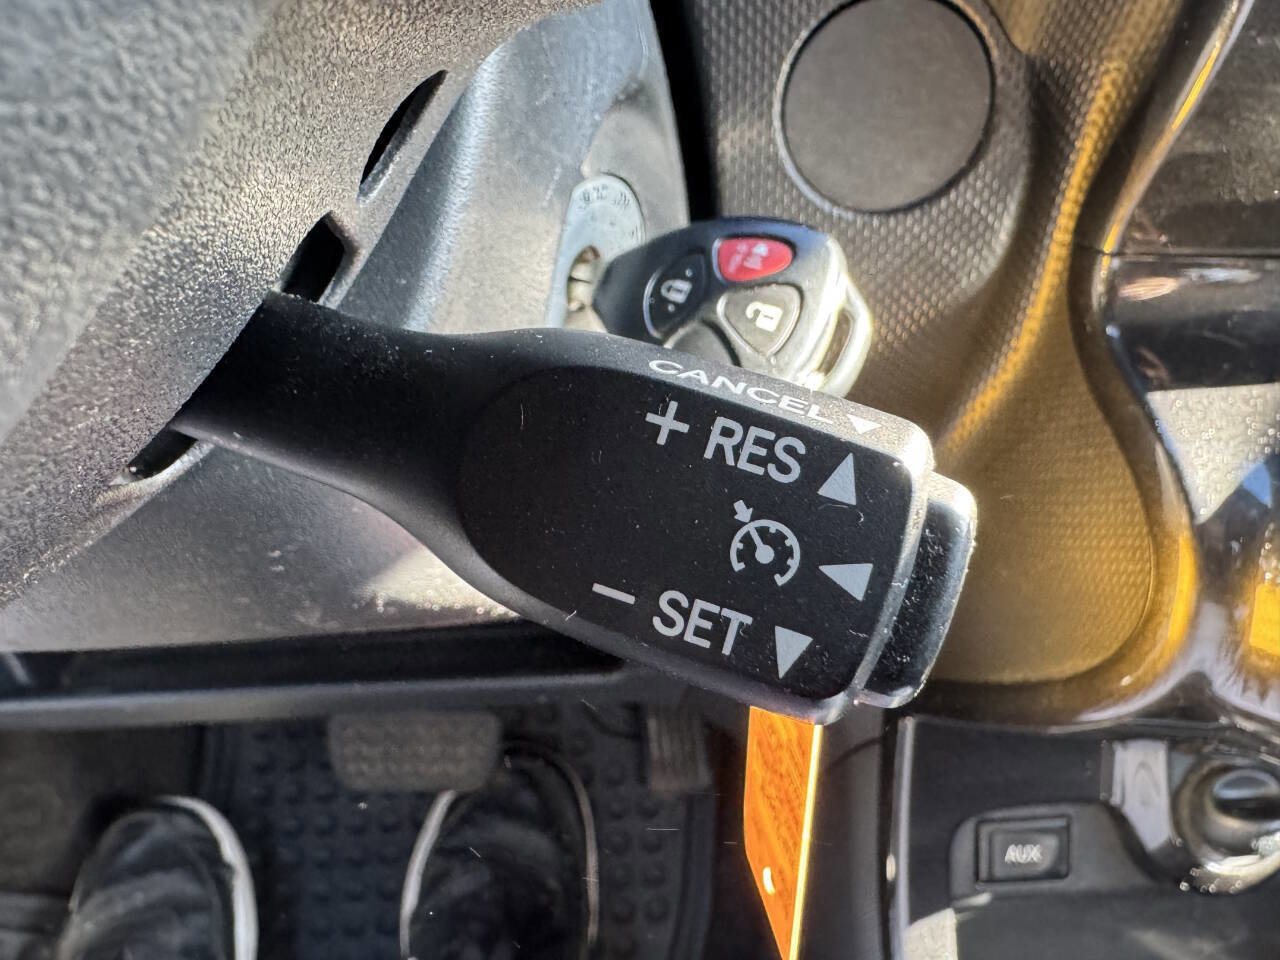 CANCEL
+ RES
– SET
AUX